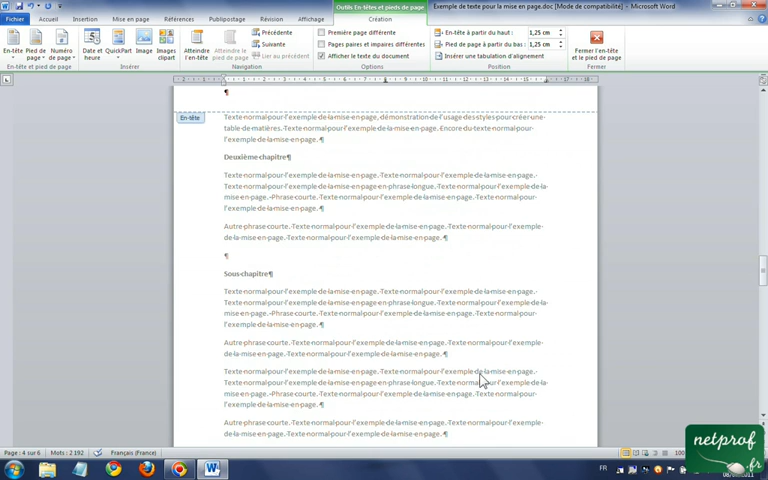 Outils En-têtes et pieds de page
Exemple de texte pour la mise en page.doc [Mode de compatibilité] - Microsoft Word
Fichier Accueil Insertion Mise en page Références Publipostage Révision Affichage Création
En-tête Pied de page Numéro de page
En-tête et pied de page
Date et heure QuickPart Image Images clipart
Insérer
Atteindre l'en-tête Atteindre le pied de page
Précédente
Suivante
Lier au précédent
Navigation
Première page différente
Pages paires et impaires différentes
Afficher le texte du document
Options
En-tête à partir du haut : 1,25 cm
Pied de page à partir du bas : 1,25 cm
Insérer une tabulation d'alignement
Position
Fermer l'en-tête et le pied de page
Fermer
¶
En-tête
Texte·normal·pour·l'exemple·de·la·mise·en·page, démonstration·de·l'usage·des·styles·pour·créer·une·
table·de·matières.·Texte·normal·pour·l'exemple·de·la·mise·en·page.·Encore·du·texte·normal·pour·
l'exemple·de·la·mise·en·page.¶
Deuxième·chapitre¶
Texte·normal·pour·l'exemple·de·la·mise·en·page.·Texte·normal·pour·l'exemple·de·la·mise·en·page.·
Texte·normal·pour·l'exemple·de·la·mise·en·page·en·phrase·longue.·Texte·normal·pour·l'exemple·de·la·
mise·en·page.·Phrase·courte.·Texte·normal·pour·l'exemple·de·la·mise·en·page.·Texte·normal·pour·
l'exemple·de·la·mise·en·page.¶
Autre·phrase·courte.·Texte·normal·pour·l'exemple·de·la·mise·en·page.·Texte·normal·pour·l'exemple·
de·la·mise·en·page.·Texte·normal·pour·l'exemple·de·la·mise·en·page.¶
¶
Sous·chapitre¶
Texte·normal·pour·l'exemple·de·la·mise·en·page.·Texte·normal·pour·l'exemple·de·la·mise·en·page.·
Texte·normal·pour·l'exemple·de·la·mise·en·page·en·phrase·longue.·Texte·normal·pour·l'exemple·de·la·
mise·en·page.·Phrase·courte.·Texte·normal·pour·l'exemple·de·la·mise·en·page.·Texte·normal·pour·
l'exemple·de·la·mise·en·page.¶
Autre·phrase·courte.·Texte·normal·pour·l'exemple·de·la·mise·en·page.·Texte·normal·pour·l'exemple·
de·la·mise·en·page.·Texte·normal·pour·l'exemple·de·la·mise·en·page.¶
Texte·normal·pour·l'exemple·de·la·mise·en·page.·Texte·normal·pour·l'exemple·de·la·mise·en·page.·
Texte·normal·pour·l'exemple·de·la·mise·en·page·en·phrase·longue.·Texte·normal·pour·l'exemple·de·la·
mise·en·page.·Phrase·courte.·Texte·normal·pour·l'exemple·de·la·mise·en·page.·Texte·normal·pour·
l'exemple·de·la·mise·en·page.¶
Autre·phrase·courte.·Texte·normal·pour·l'exemple·de·la·mise·en·page.·Texte·normal·pour·l'exemple·
de·la·mise·en·page.·Texte·normal·pour·l'exemple·de·la·mise·en·page.¶
Page : 4 sur 6 Mots : 2 192 Français (France)
FR
netprof
.fr